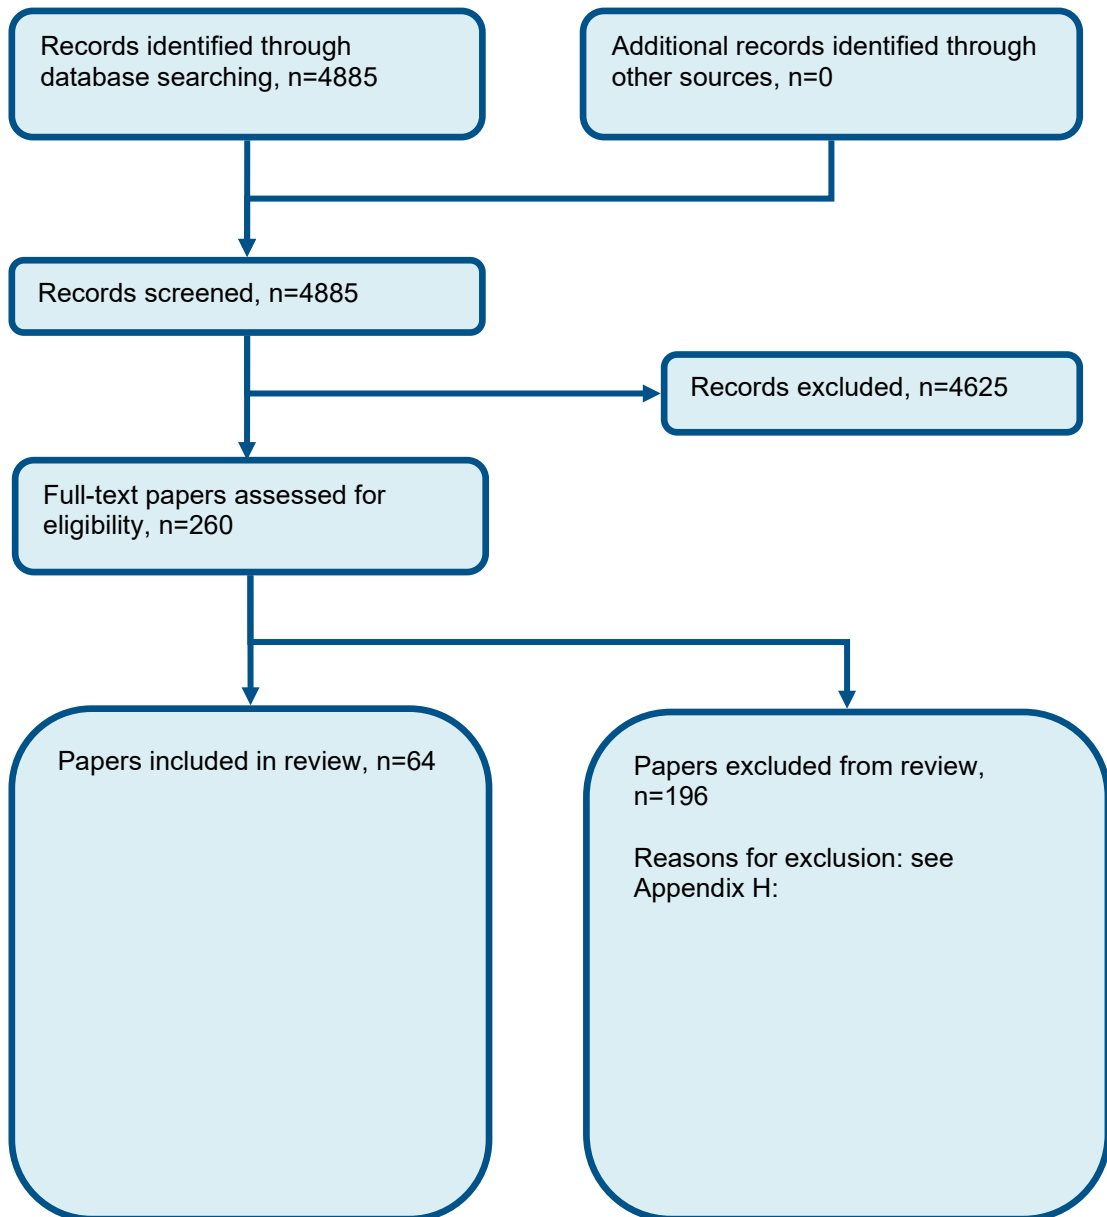 Records identified through
database searching, n=4885
Additional records identified through
other sources, n=0
Records screened, n=4885
Records excluded, n=4625
Full-text papers assessed for
eligibility, n=260
Papers included in review, n=64
Papers excluded from review,
n=196
Reasons for exclusion: see
Appendix H: